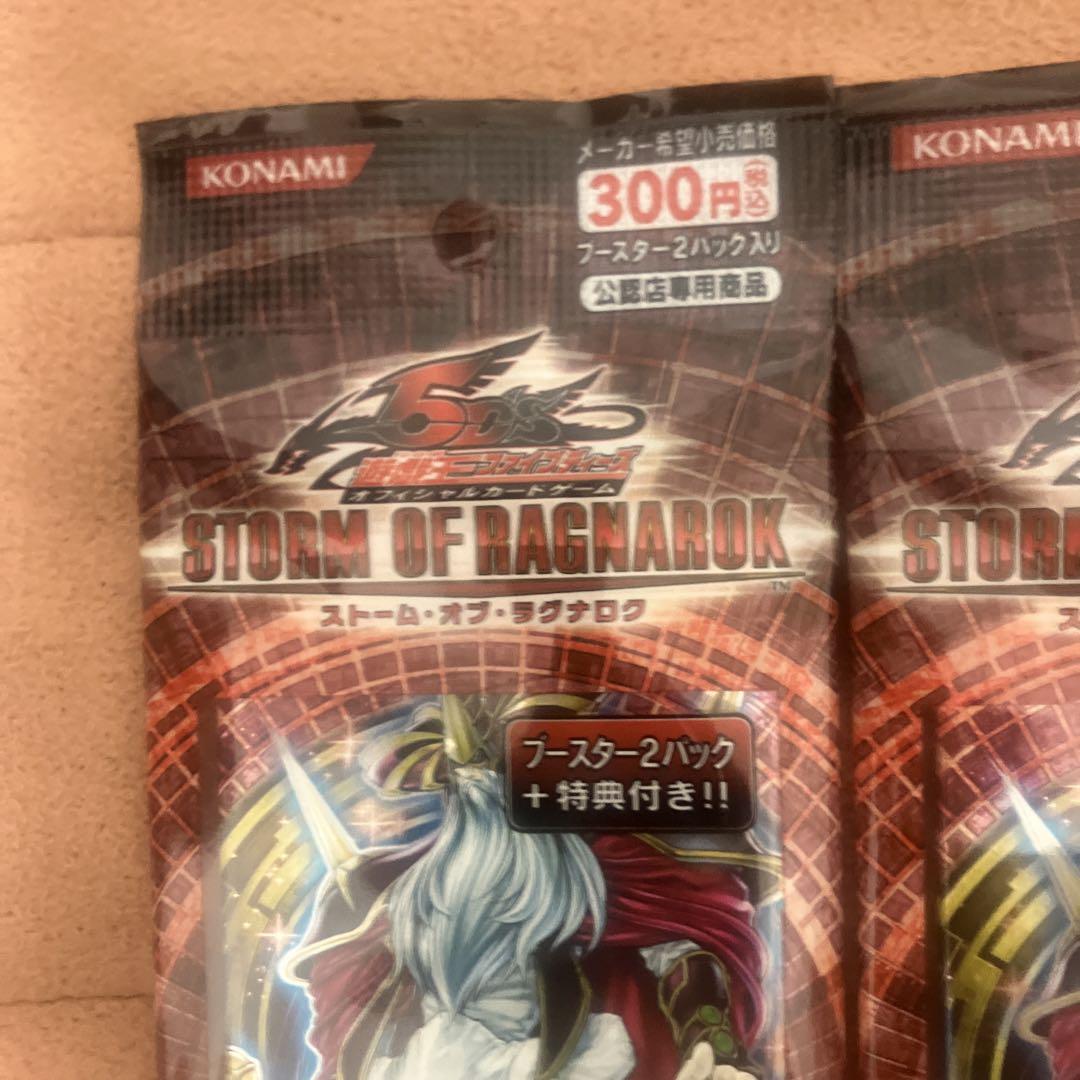 KONAMI
メーカー希望小売価格
300円(税込)
ブースター2パック入り
公認店専用商品
5D's
遊戯王ファイブディーズ
オフィシャルカードゲーム
STORM OF RAGNAROK
TM
ストーム・オブ・ラグナロク
ブースター2パック
+特典付き!!
KONAMI
STOR
ス